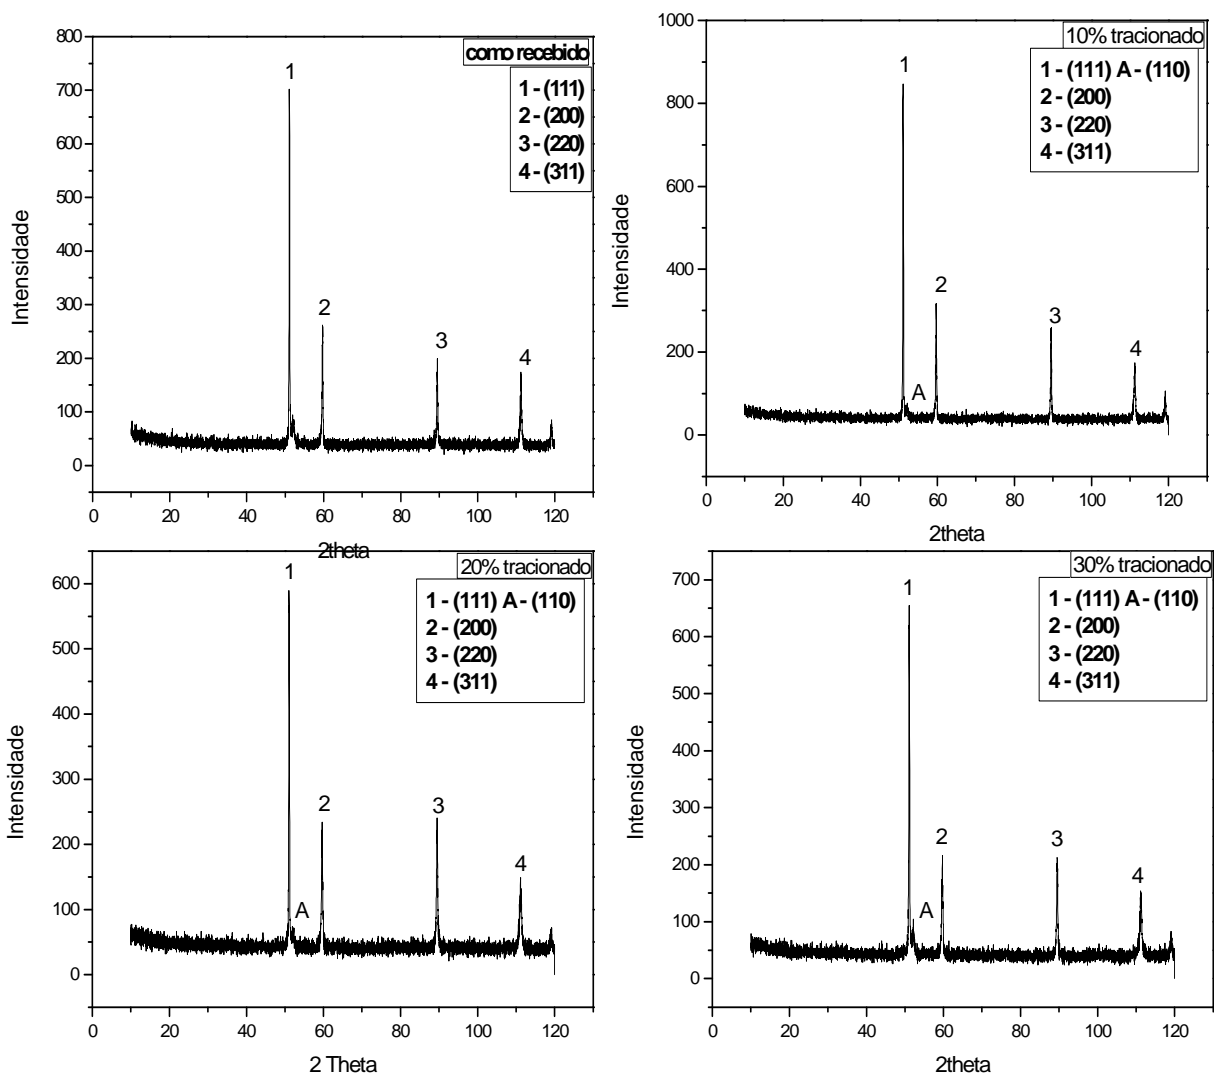 como recebido
1 - (111)
2 - (200)
3 - (220)
4 - (311)
1
2
3
4
800
700
600
500
400
300
200
100
0
Intensidade
0 20 40 60 80 100 120
2theta
10% tracionado
1 - (111) A - (110)
2 - (200)
3 - (220)
4 - (311)
1
A
2
3
4
1000
800
600
400
200
0
Intensidade
0 20 40 60 80 100 120
2theta
20% tracionado
1 - (111) A - (110)
2 - (200)
3 - (220)
4 - (311)
1
A
2
3
4
600
500
400
300
200
100
0
Intensidade
0 20 40 60 80 100 120
2 Theta
30% tracionado
1 - (111) A - (110)
2 - (200)
3 - (220)
4 - (311)
1
A
2
3
4
700
600
500
400
300
200
100
0
Intensidade
0 20 40 60 80 100 120
2theta